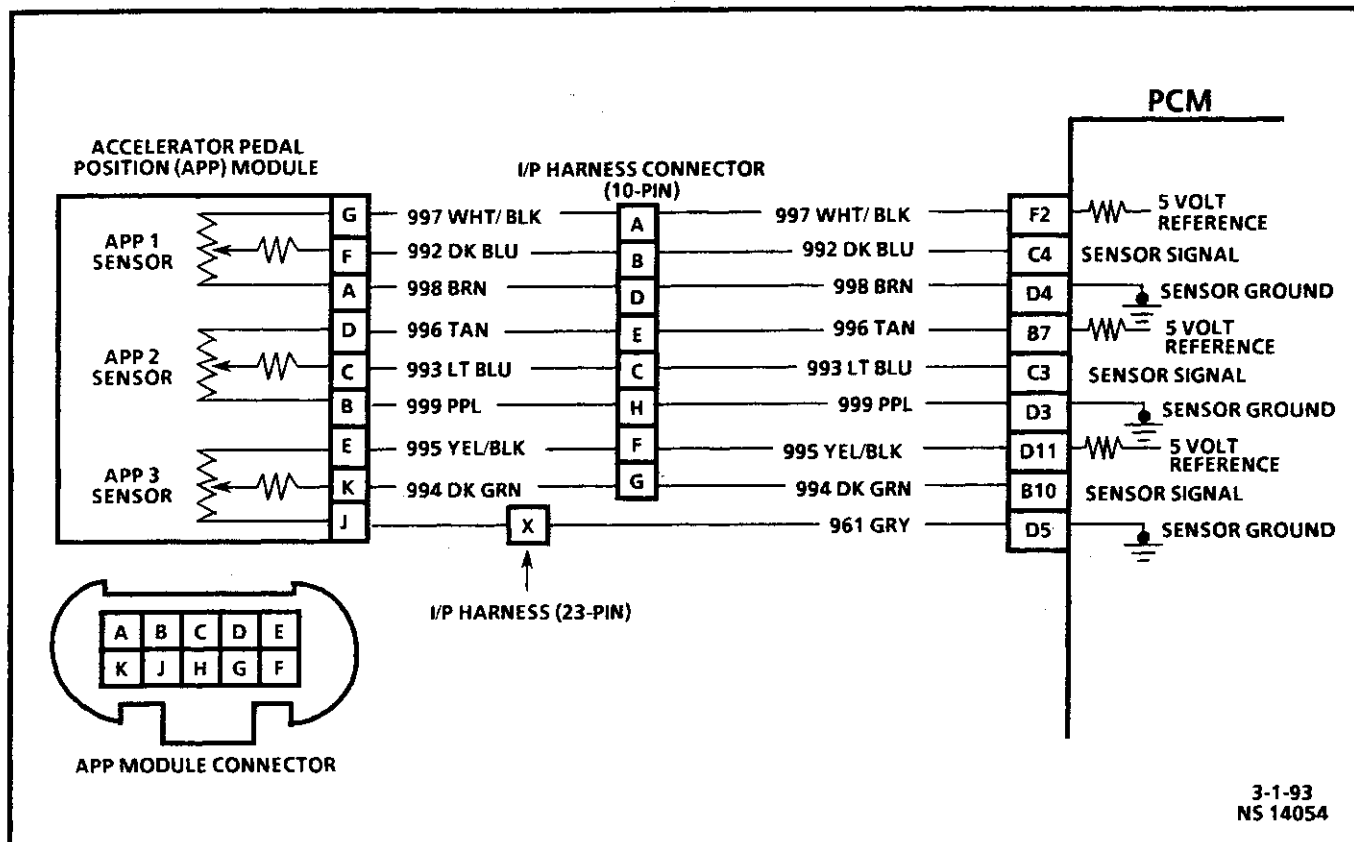 PCM
ACCELERATOR PEDAL
POSITION (APP) MODULE
I/P HARNESS CONNECTOR
(10-PIN)
APP 1
SENSOR
G 997 WHT/ BLK A 997 WHT/ BLK F2 5 VOLT
REFERENCE
F 992 DK BLU B 992 DK BLU C4 SENSOR SIGNAL
A 998 BRN D 998 BRN D4 SENSOR GROUND
APP 2
SENSOR
D 996 TAN E 996 TAN B7 5 VOLT
REFERENCE
C 993 LT BLU C 993 LT BLU C3 SENSOR SIGNAL
B 999 PPL H 999 PPL D3 SENSOR GROUND
APP 3
SENSOR
E 995 YEL/BLK F 995 YEL/BLK D11 5 VOLT
REFERENCE
K 994 DK GRN G 994 DK GRN B10 SENSOR SIGNAL
J X 961 GRY D5 SENSOR GROUND
I/P HARNESS (23-PIN)
A B C D E
K J H G F
APP MODULE CONNECTOR
3-1-93
NS 14054